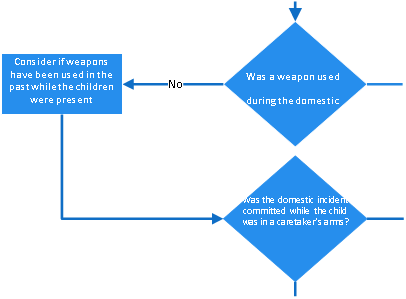 Consider if weapons
have been used in the
past while the children
were present
No
Was a weapon used
during the domestic
Was the domestic incident
committed while the child
was in a caretaker's arms?